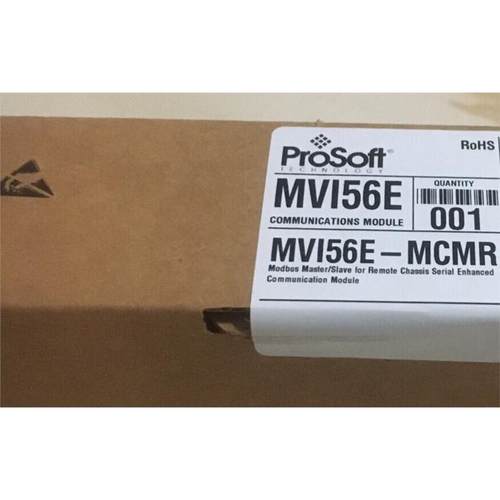 ProSoft
TECHNOLOGY
RoHS
MVI56E
COMMUNICATIONS MODULE
QUANTITY
001
MVI56E-MCMR
Modbus Master/Slave for Remote Chassis Serial Enhanced
Communication Module